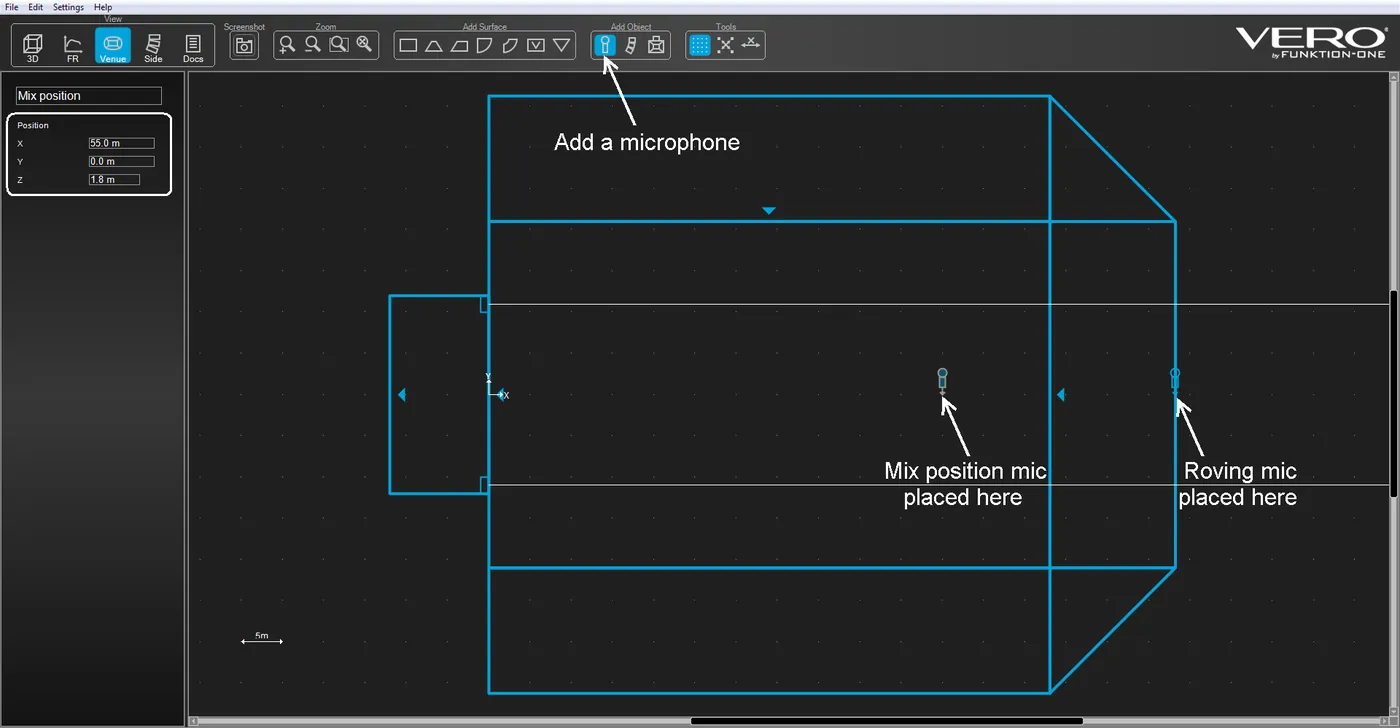 File Edit Settings Help
View
Screenshot
Zoom
Add Surface
Add Object
Tools
3D FR Venue Side Docs
VERO
by FUNKTION-ONE
Mix position
Position
X 55.0 m
Y 0.0 m
Z 1.8 m
Add a microphone
Y
X
Mix position mic
placed here
Roving mic
placed here
5m